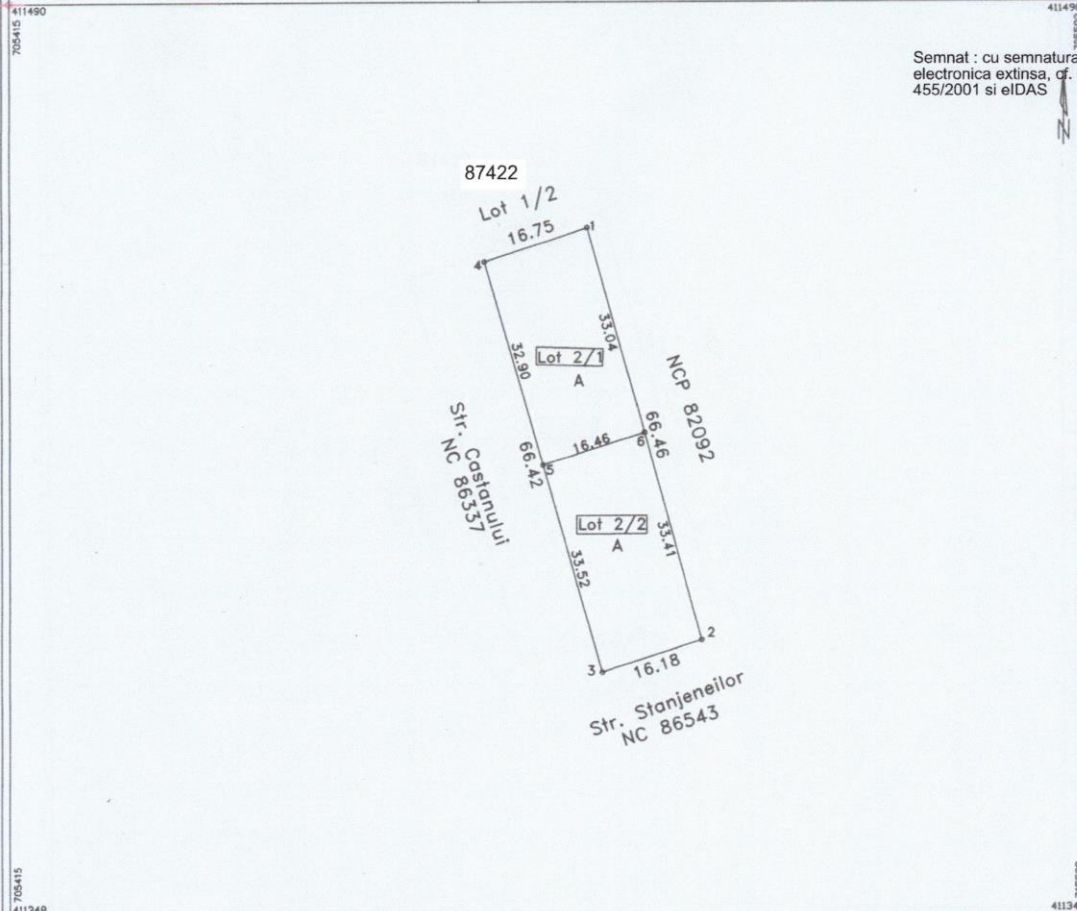 411490
705415
Semnat : cu semnatura
electronica extinsa, cf.
455/2001 si eIDAS
N
87422
Lot 1/2
16.75
1
4
33.04
32.90
Lot 2/1
A
NCP 82092
Str. Castanului
NC 86337
66.42
5
16.46
6
66.46
Lot 2/2
A
33.41
33.52
2
3
16.18
Str. Stanjeneilor
NC 86543
705415